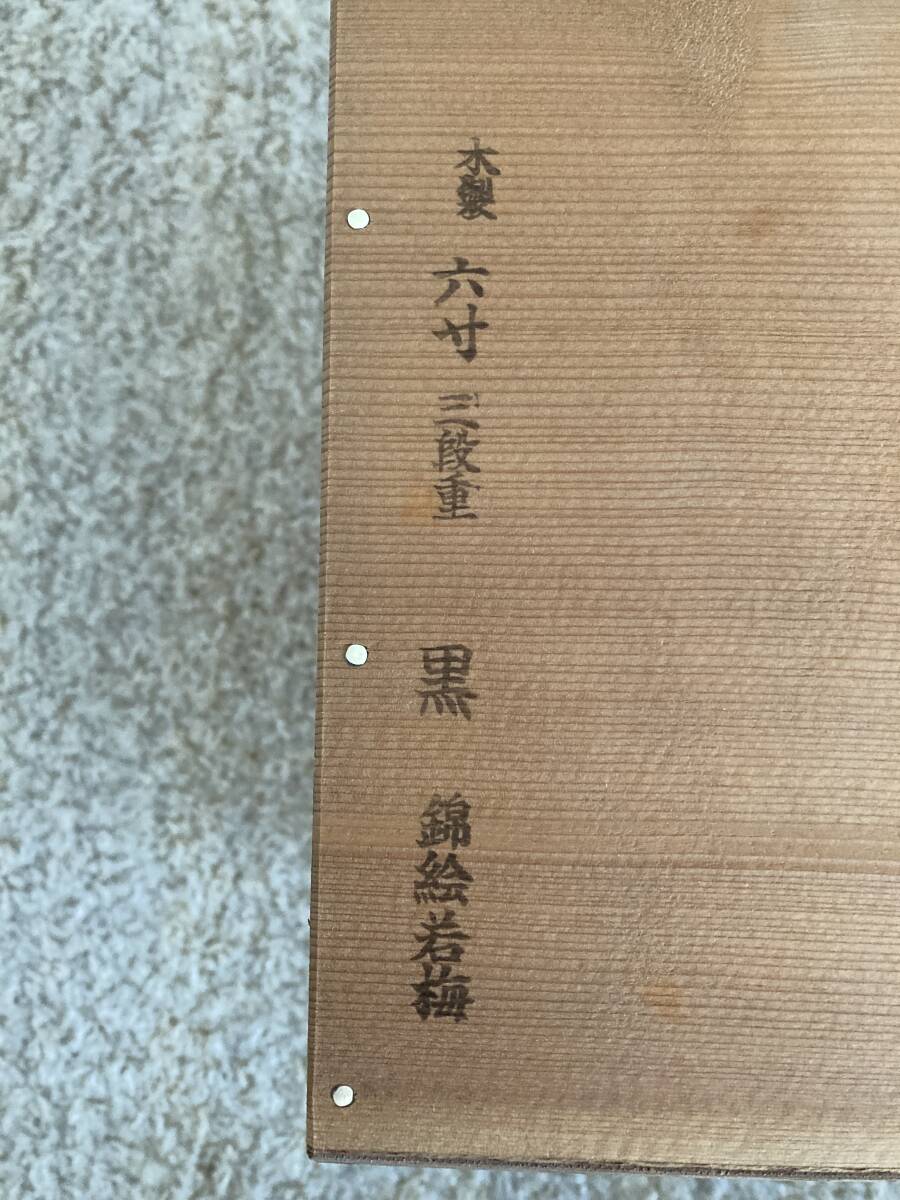 木製 六寸 三段重 黒 錦絵若梅